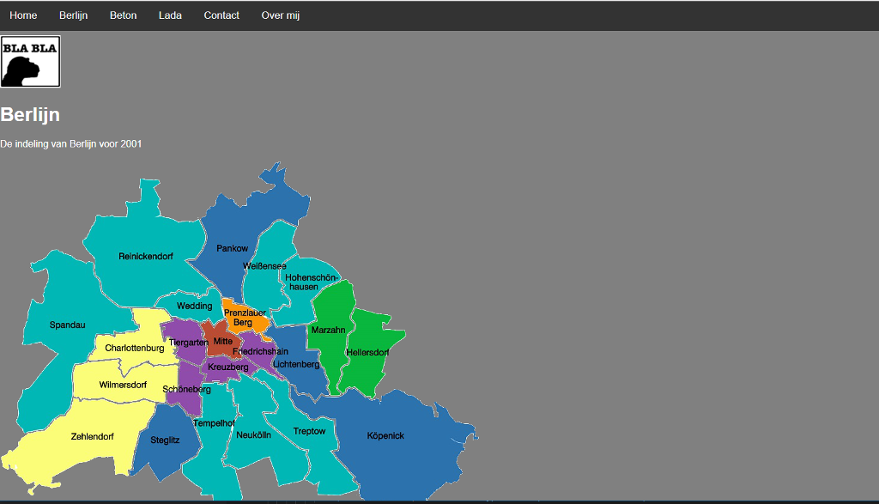 Home Berlijn Beton Lada Contact Over mij
BLA BLA
Berlijn
De indeling van Berlijn voor 2001
Pankow
Reinickendorf
Weißensee
Hohenschön-
hausen
Wedding
Prenzlauer
Berg
Spandau
Marzahn
Tiergarten
Mitte
Charlottenburg
Friedrichshain
Hellersdorf
Lichtenberg
Kreuzberg
Wilmersdorf
Schöneberg
Tempelhof
Treptow
Neukölln
Köpenick
Zehlendorf
Steglitz